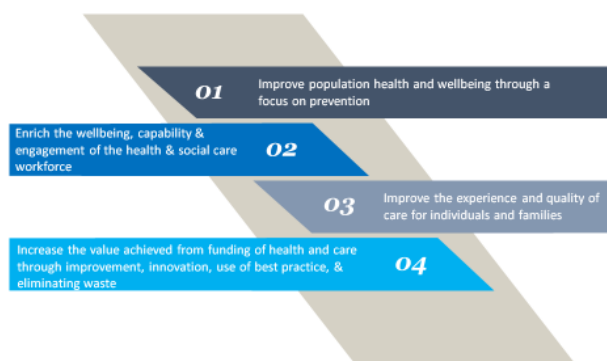 01
Improve population health and wellbeing through a
focus on prevention
Enrich the wellbeing, capability &
engagement of the health & social care
workforce
02
03
Improve the experience and quality of
care for individuals and families
Increase the value achieved from funding of health and care
through improvement, innovation, use of best practice, &
eliminating waste
04